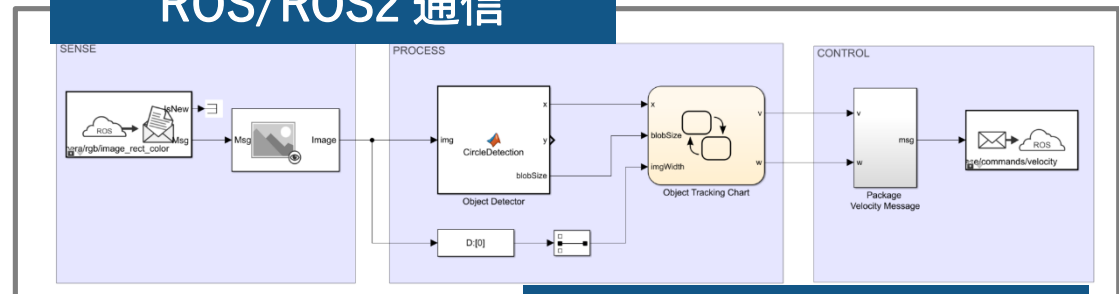 ROS/ROS2 通信
SENSE
PROCESS
CONTROL
IsNew
ROS
Msg
era/rgb/image_rect_color
Msg
Image
img
CircleDetection
x
y
blobSize
Object Detector
D:[0]
x
blobSize
imgWidth
v
w
Object Tracking Chart
v
w
msg
Package
Velocity Message
ROS
se/commands/velocity